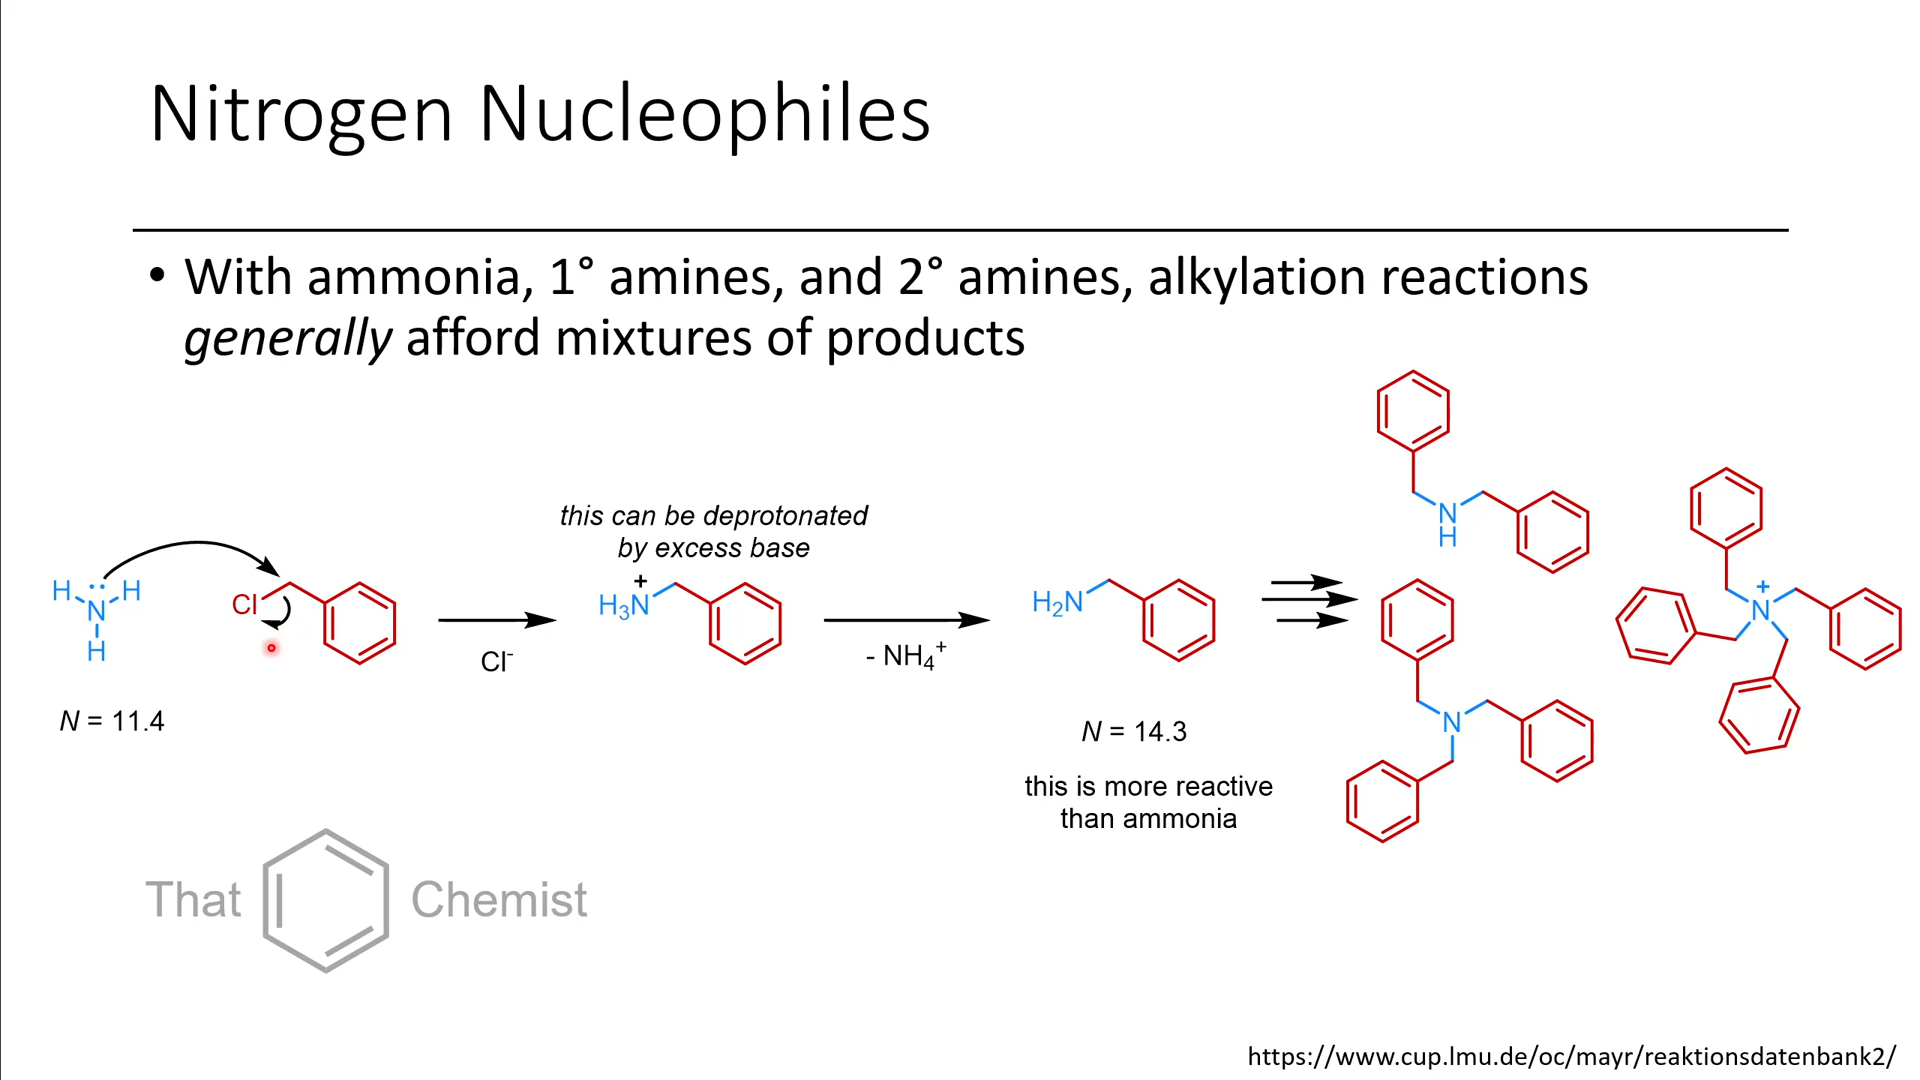 Nitrogen Nucleophiles
• With ammonia, 1° amines, and 2° amines, alkylation reactions
generally afford mixtures of products
this can be deprotonated
by excess base
H
H
N
H
N = 11.4
Cl
Cl⁻
+
H₃N
- NH₄⁺
H₂N
N = 14.3
this is more reactive
than ammonia
N
H
N
+
N
That Chemist
https://www.cup.lmu.de/oc/mayr/reaktionsdatenbank2/